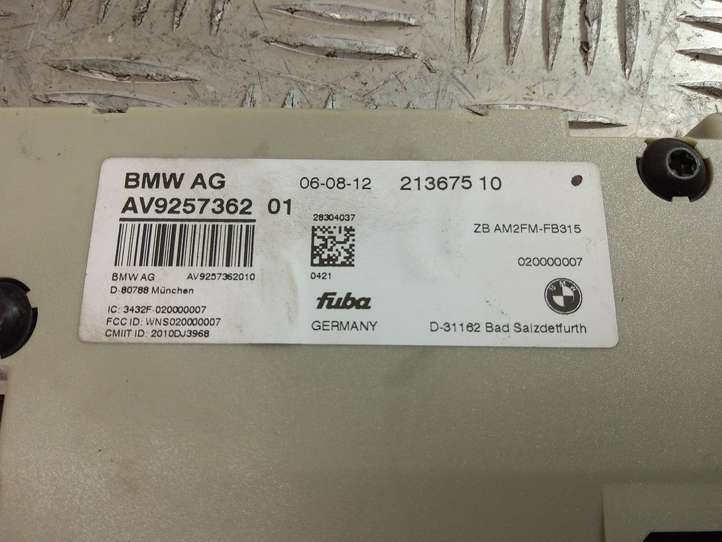 BMW AG 06-08-12 213675 10
AV9257362 01
28304037
ZB AM2FM-FB315
020000007
BMW AG AV9257362010
0421
D-80788 München
fuba
BMW
IC: 3432F-020000007
FCC ID: WNS020000007
CMIIT ID: 2010DJ3968
GERMANY
D-31162 Bad Salzdetfurth